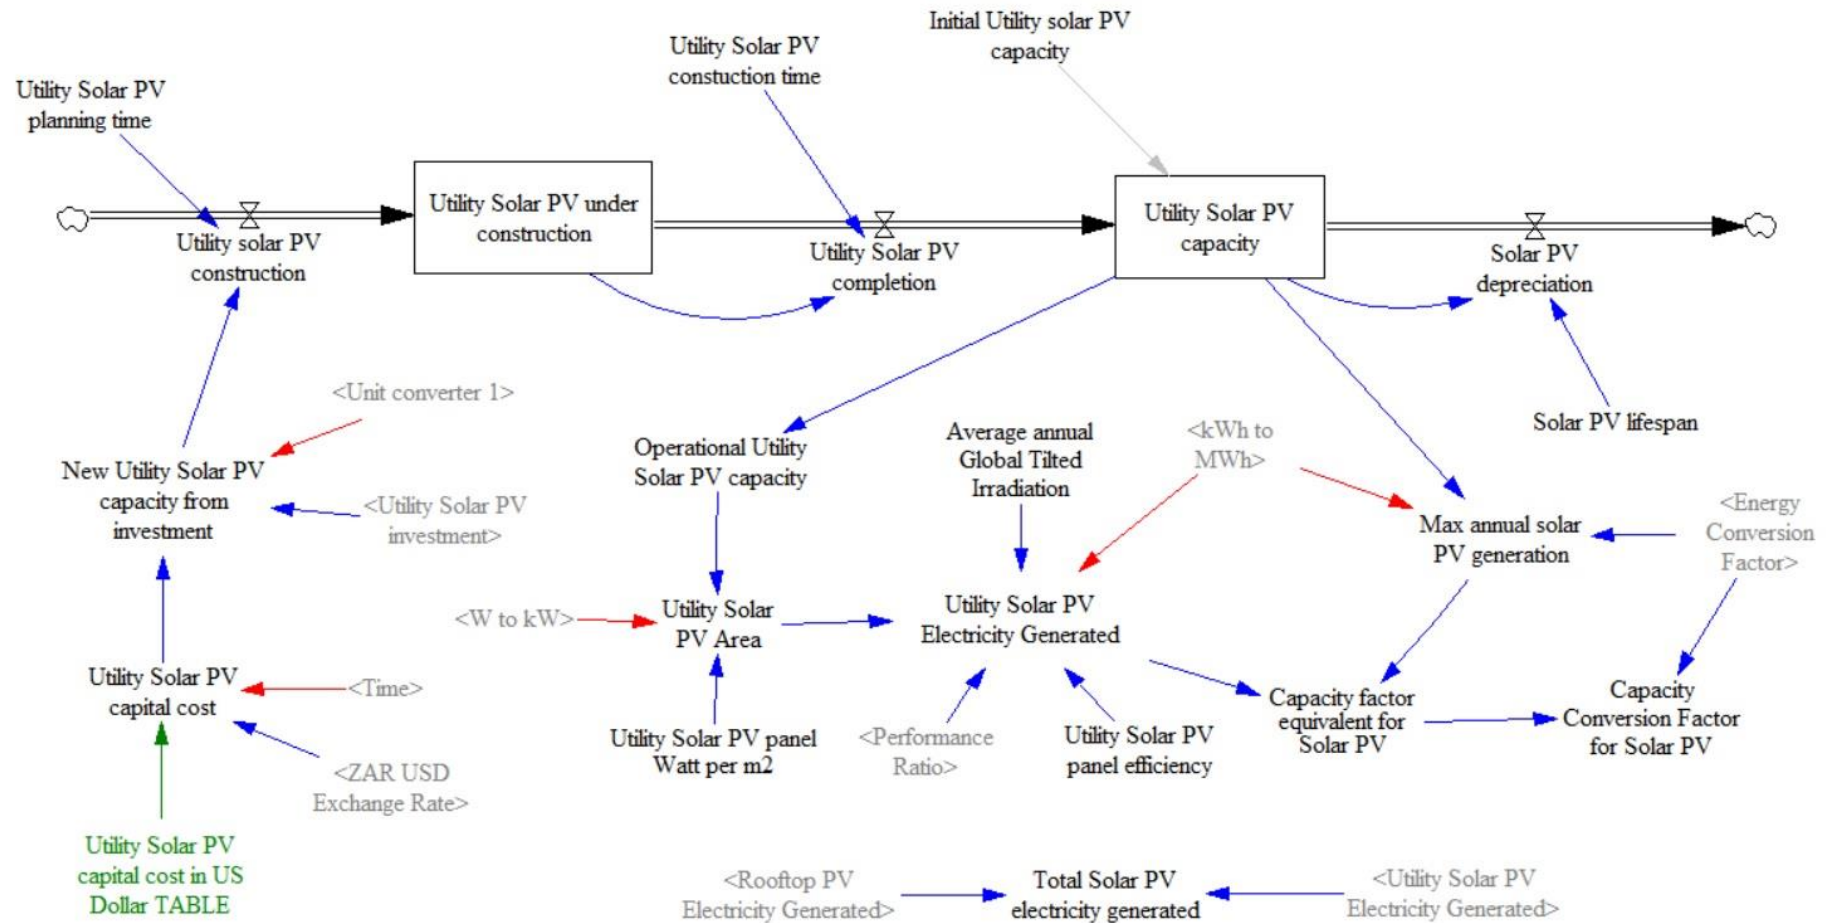 Initial Utility solar PV
capacity
Utility Solar PV
constuction time
Utility Solar PV
planning time
Utility Solar PV under
construction
Utility Solar PV
capacity
Utility solar PV
construction
Utility Solar PV
completion
Solar PV
depreciation
<Unit converter 1>
Solar PV lifespan
New Utility Solar PV
capacity from
investment
<Utility Solar PV
investment>
Operational Utility
Solar PV capacity
Average annual
Global Tilted
Irradiation
<kWh to
MWh>
Max annual solar
PV generation
<Energy
Conversion
Factor>
<W to kW>
Utility Solar
PV Area
Utility Solar PV
Electricity Generated
Utility Solar PV
capital cost
<Time>
Capacity factor
equivalent for
Solar PV
Capacity
Conversion Factor
for Solar PV
Utility Solar PV panel
Watt per m2
<Performance
Ratio>
Utility Solar PV
panel efficiency
<ZAR USD
Exchange Rate>
Utility Solar PV
capital cost in US
Dollar TABLE
<Rooftop PV
Electricity Generated>
Total Solar PV
electricity generated
<Utility Solar PV
Electricity Generated>